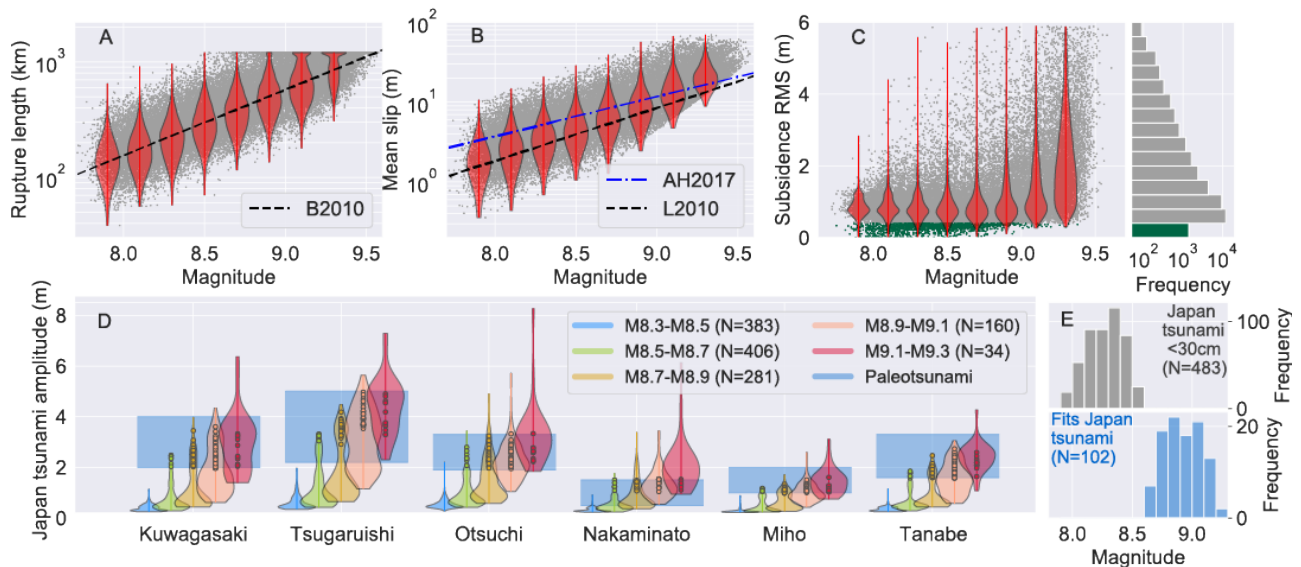 A
Rupture length (km)
10³
10²
B2010
8.0 8.5 9.0 9.5
Magnitude
B
Mean slip (m)
10²
10¹
10⁰
AH2017
L2010
8.0 8.5 9.0 9.5
Magnitude
C
Subsidence RMS (m)
6
4
2
0
8.0 8.5 9.0 9.5
Magnitude
10² 10³ 10⁴
Frequency
D
Japan tsunami amplitude (m)
8
6
4
2
0
M8.3-M8.5 (N=383)
M8.5-M8.7 (N=406)
M8.7-M8.9 (N=281)
M8.9-M9.1 (N=160)
M9.1-M9.3 (N=34)
Paleotsunami
Kuwagasaki Tsugaruishi Otsuchi Nakaminato Miho Tanabe
E
Japan
tsunami
<30cm
(N=483)
100
0
Frequency
Fits Japan
tsunami
(N=102)
20
0
Frequency
8.0 8.5 9.0
Magnitude